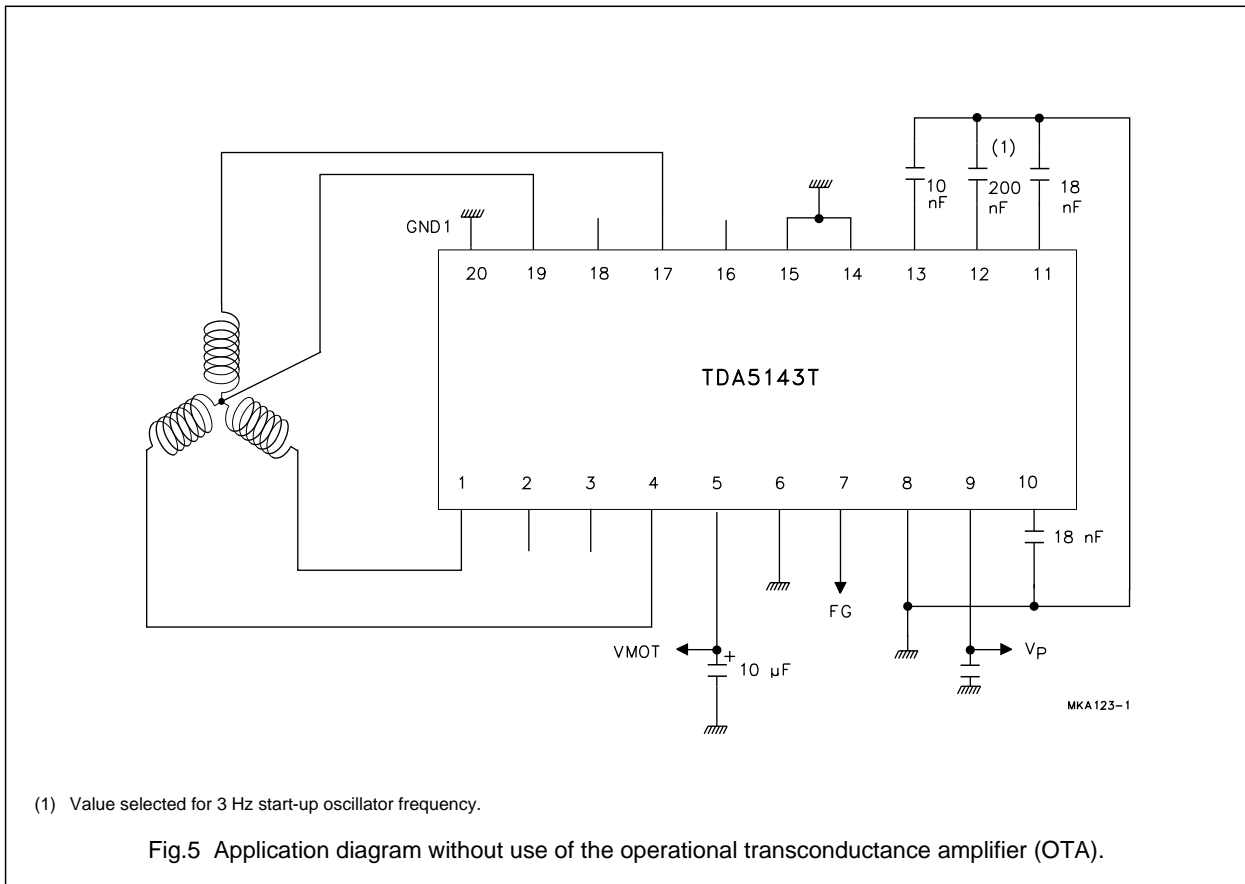 (1)
10
nF
200
nF
18
nF
GND1
20 19 18 17 16 15 14 13 12 11
TDA5143T
1 2 3 4 5 6 7 8 9 10
18 nF
FG
VMOT
+
10 µF
VP
MKA123-1
(1) Value selected for 3 Hz start-up oscillator frequency.
Fig.5 Application diagram without use of the operational transconductance amplifier (OTA).